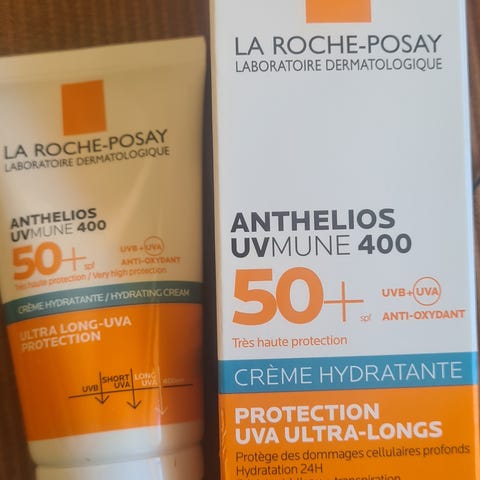 LA ROCHE-POSAY
LABORATOIRE DERMATOLOGIQUE
ANTHELIOS
UVMUNE 400
50+ spf
UVB+UVA
ANTI-OXYDANT
Très haute protection / Very high protection
CRÈME HYDRATANTE / HYDRATING CREAM
ULTRA LONG-UVA
PROTECTION
UVB
SHORT
UVA
LONG
UVA
400nm
LA ROCHE-POSAY
LABORATOIRE DERMATOLOGIQUE
ANTHELIOS
UVMUNE 400
50+ spf
UVB+UVA
ANTI-OXYDANT
Très haute protection
CRÈME HYDRATANTE
PROTECTION
UVA ULTRA-LONGS
Protège des dommages cellulaires profonds
Hydratation 24H